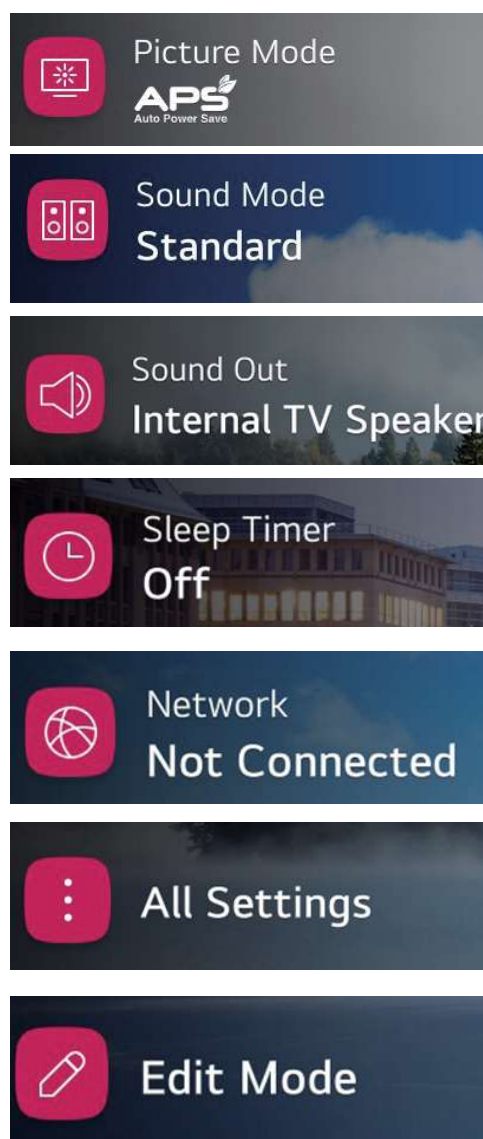 Picture Mode
APS
Auto Power Save
Sound Mode
Standard
Sound Out
Internal TV Speaker
Sleep Timer
Off
Network
Not Connected
All Settings
Edit Mode